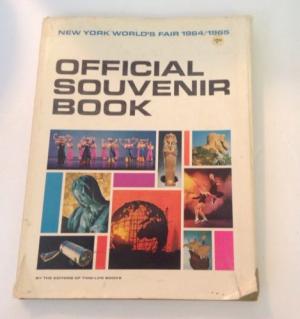 NEW YORK WORLD'S FAIR 1964/1965
OFFICIAL
SOUVENIR
BOOK
BY THE EDITORS OF TIME-LIFE BOOKS